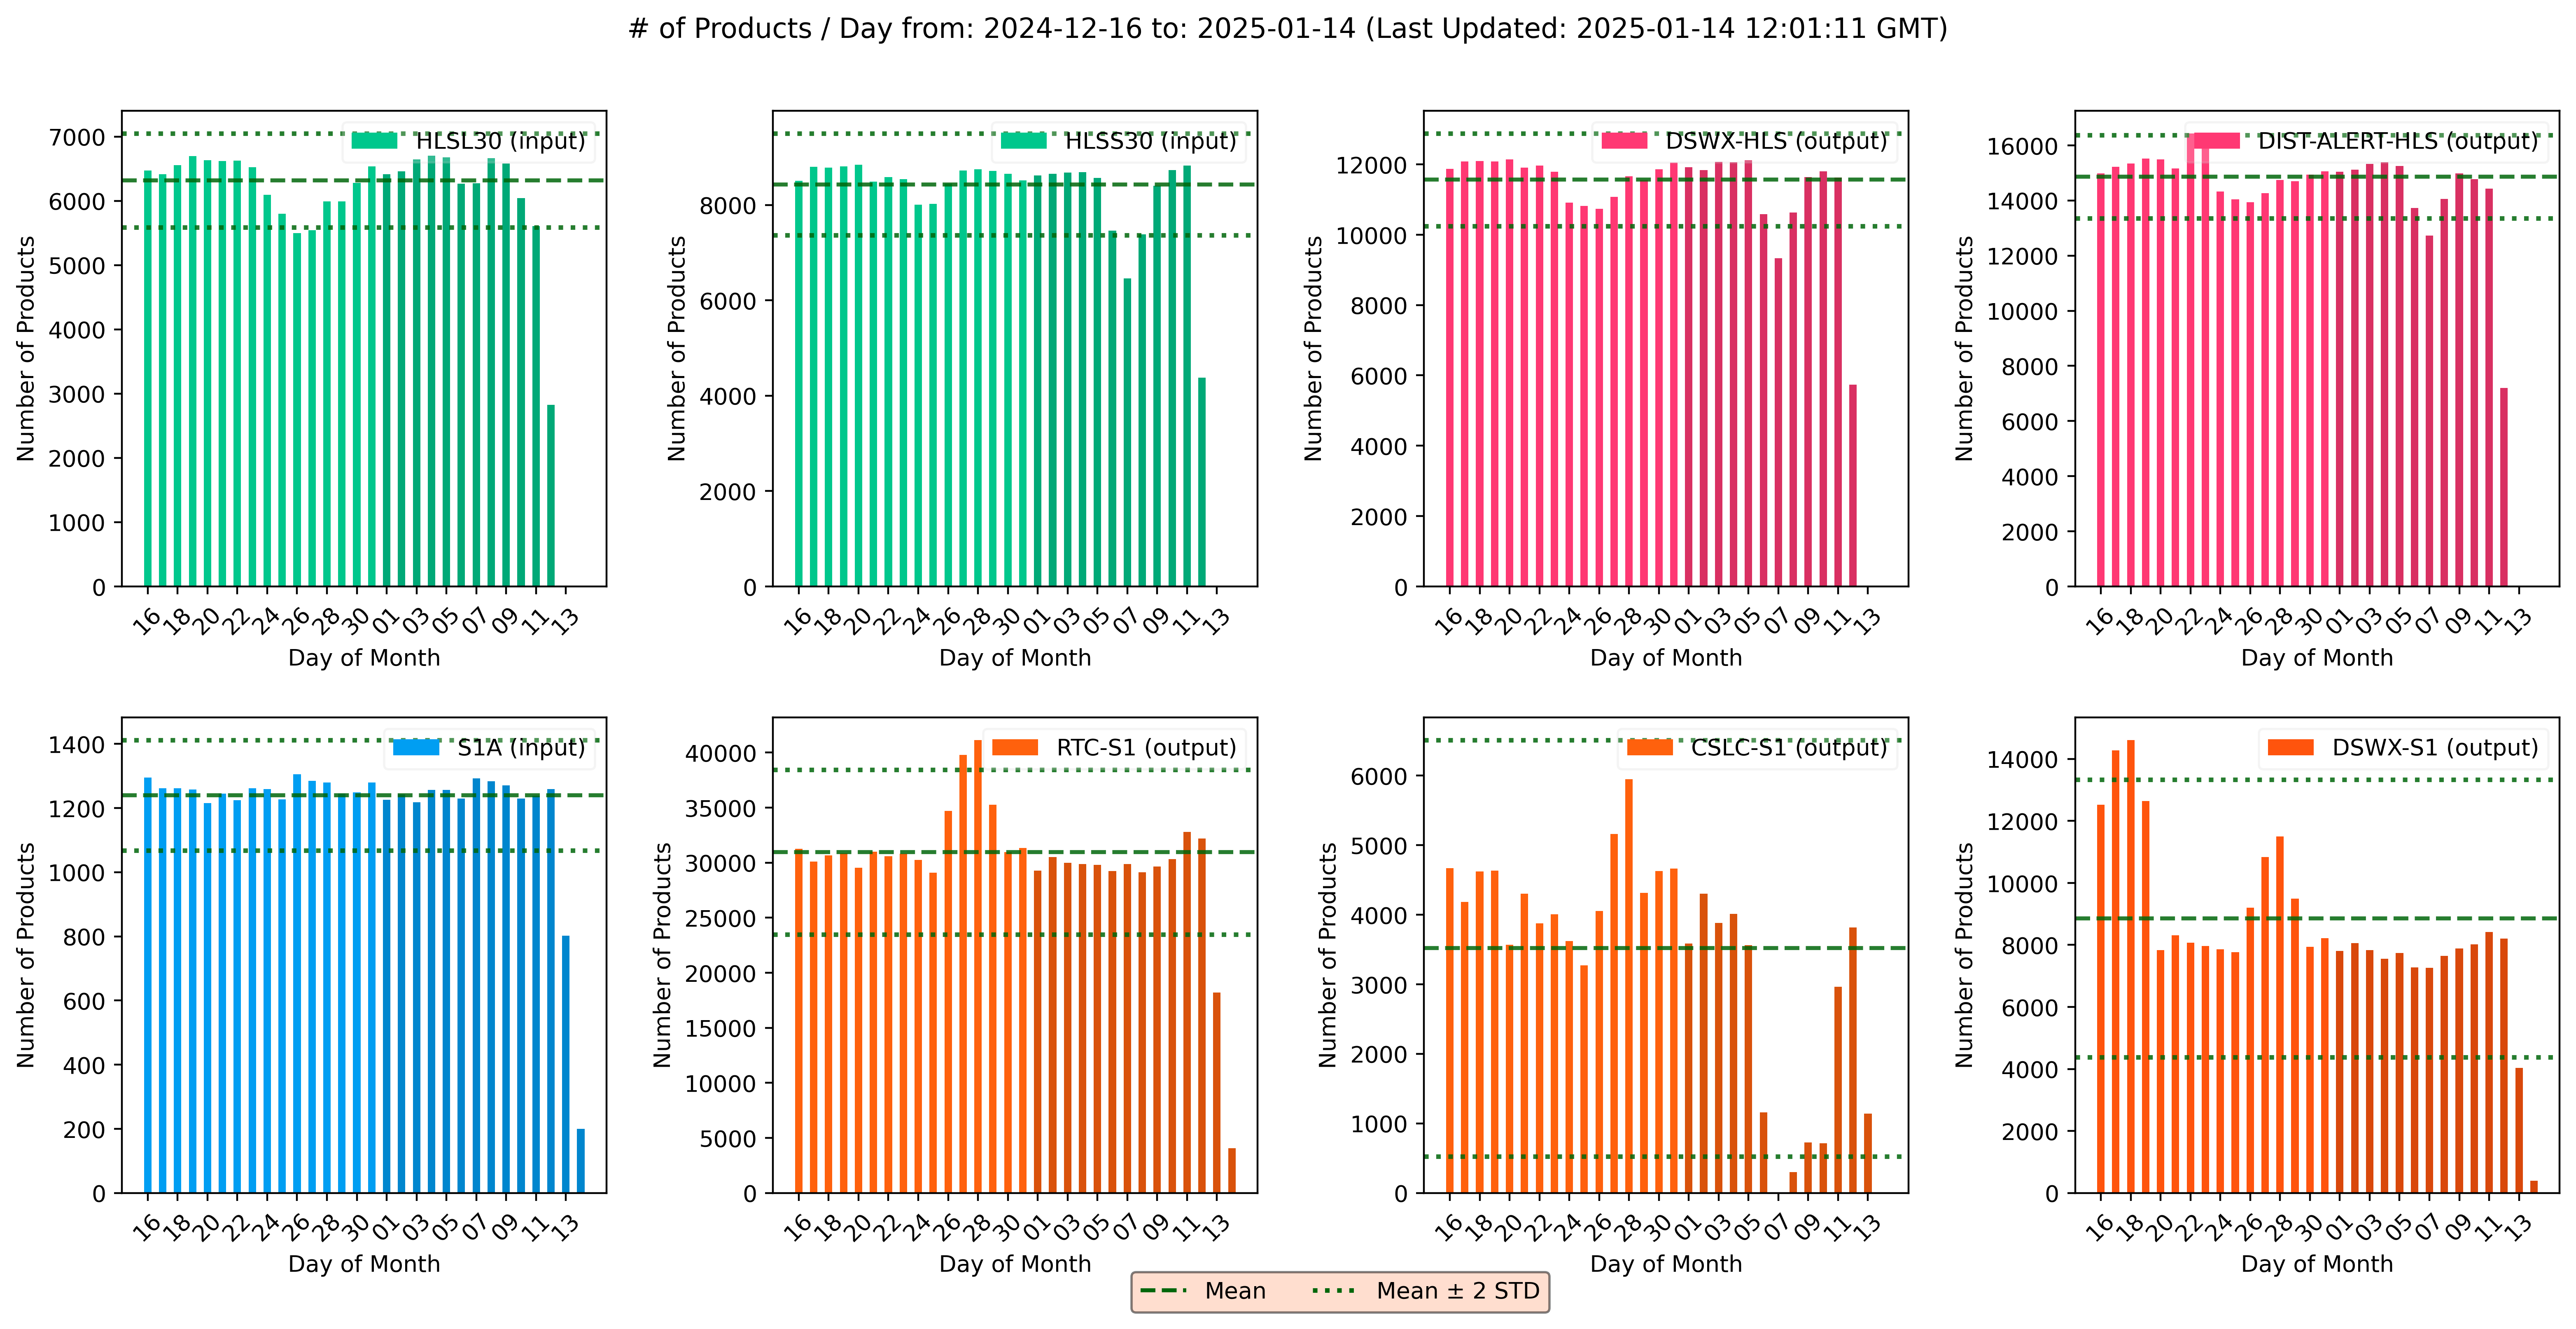 # of Products / Day from: 2024-12-16 to: 2025-01-14 (Last Updated: 2025-01-14 12:01:11 GMT)
HLSL30 (input)
Number of Products
7000
6000
5000
4000
3000
2000
1000
0
16 18 20 22 24 26 28 30 01 03 05 07 09 11 13
Day of Month
HLSS30 (input)
Number of Products
8000
6000
4000
2000
0
16 18 20 22 24 26 28 30 01 03 05 07 09 11 13
Day of Month
DSWX-HLS (output)
Number of Products
12000
10000
8000
6000
4000
2000
0
16 18 20 22 24 26 28 30 01 03 05 07 09 11 13
Day of Month
DIST-ALERT-HLS (output)
Number of Products
16000
14000
12000
10000
8000
6000
4000
2000
0
16 18 20 22 24 26 28 30 01 03 05 07 09 11 13
Day of Month
S1A (input)
Number of Products
1400
1200
1000
800
600
400
200
0
16 18 20 22 24 26 28 30 01 03 05 07 09 11 13
Day of Month
RTC-S1 (output)
Number of Products
40000
35000
30000
25000
20000
15000
10000
5000
0
16 18 20 22 24 26 28 30 01 03 05 07 09 11 13
Day of Month
CSLC-S1 (output)
Number of Products
6000
5000
4000
3000
2000
1000
0
16 18 20 22 24 26 28 30 01 03 05 07 09 11 13
Day of Month
DSWX-S1 (output)
Number of Products
14000
12000
10000
8000
6000
4000
2000
0
16 18 20 22 24 26 28 30 01 03 05 07 09 11 13
Day of Month
Mean Mean ± 2 STD